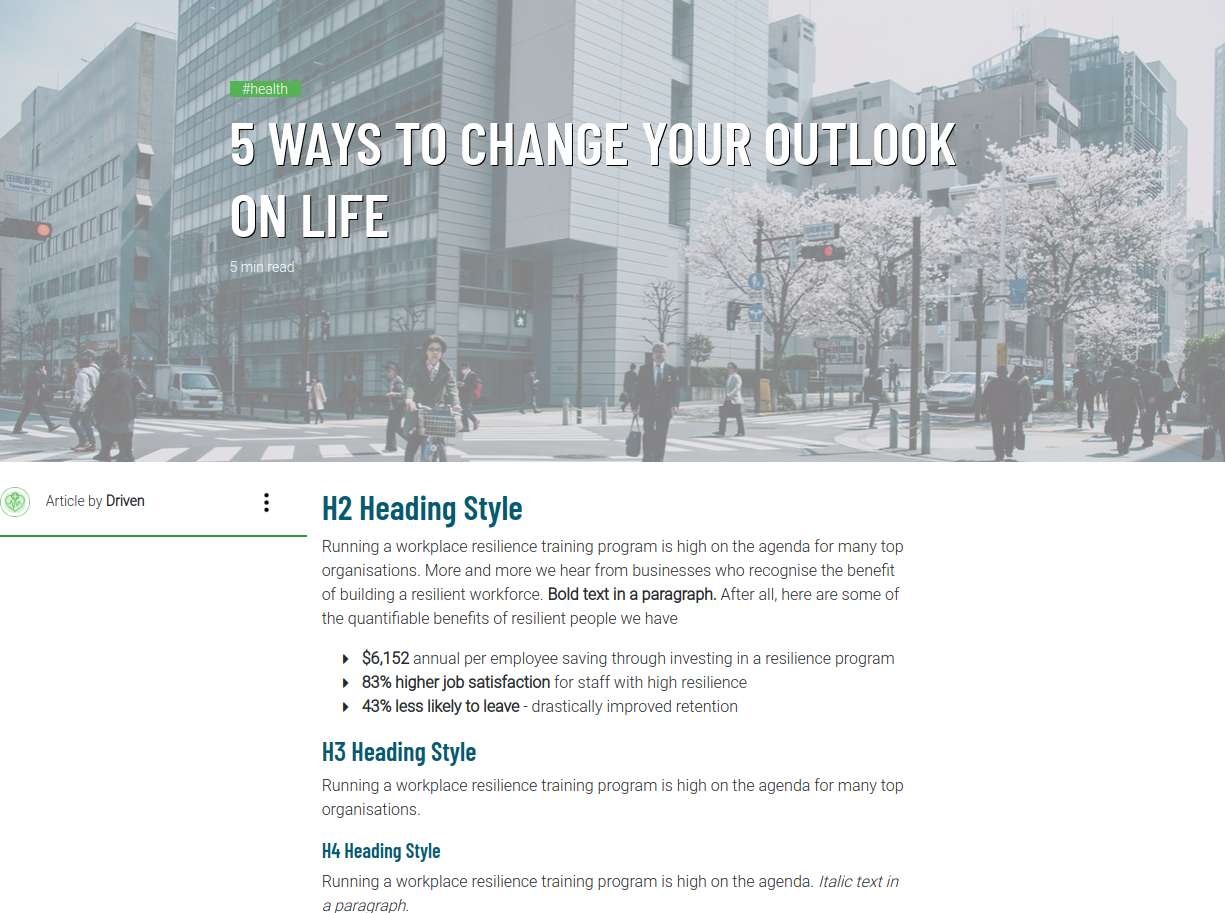 #health
5 WAYS TO CHANGE YOUR OUTLOOK
ON LIFE
5 min read
田町駅東口
Article by Driven
H2 Heading Style
Running a workplace resilience training program is high on the agenda for many top
organisations. More and more we hear from businesses who recognise the benefit
of building a resilient workforce. Bold text in a paragraph. After all, here are some of
the quantifiable benefits of resilient people we have
$6,152 annual per employee saving through investing in a resilience program
83% higher job satisfaction for staff with high resilience
43% less likely to leave - drastically improved retention
H3 Heading Style
Running a workplace resilience training program is high on the agenda for many top
organisations.
H4 Heading Style
Running a workplace resilience training program is high on the agenda. Italic text in
a paragraph.